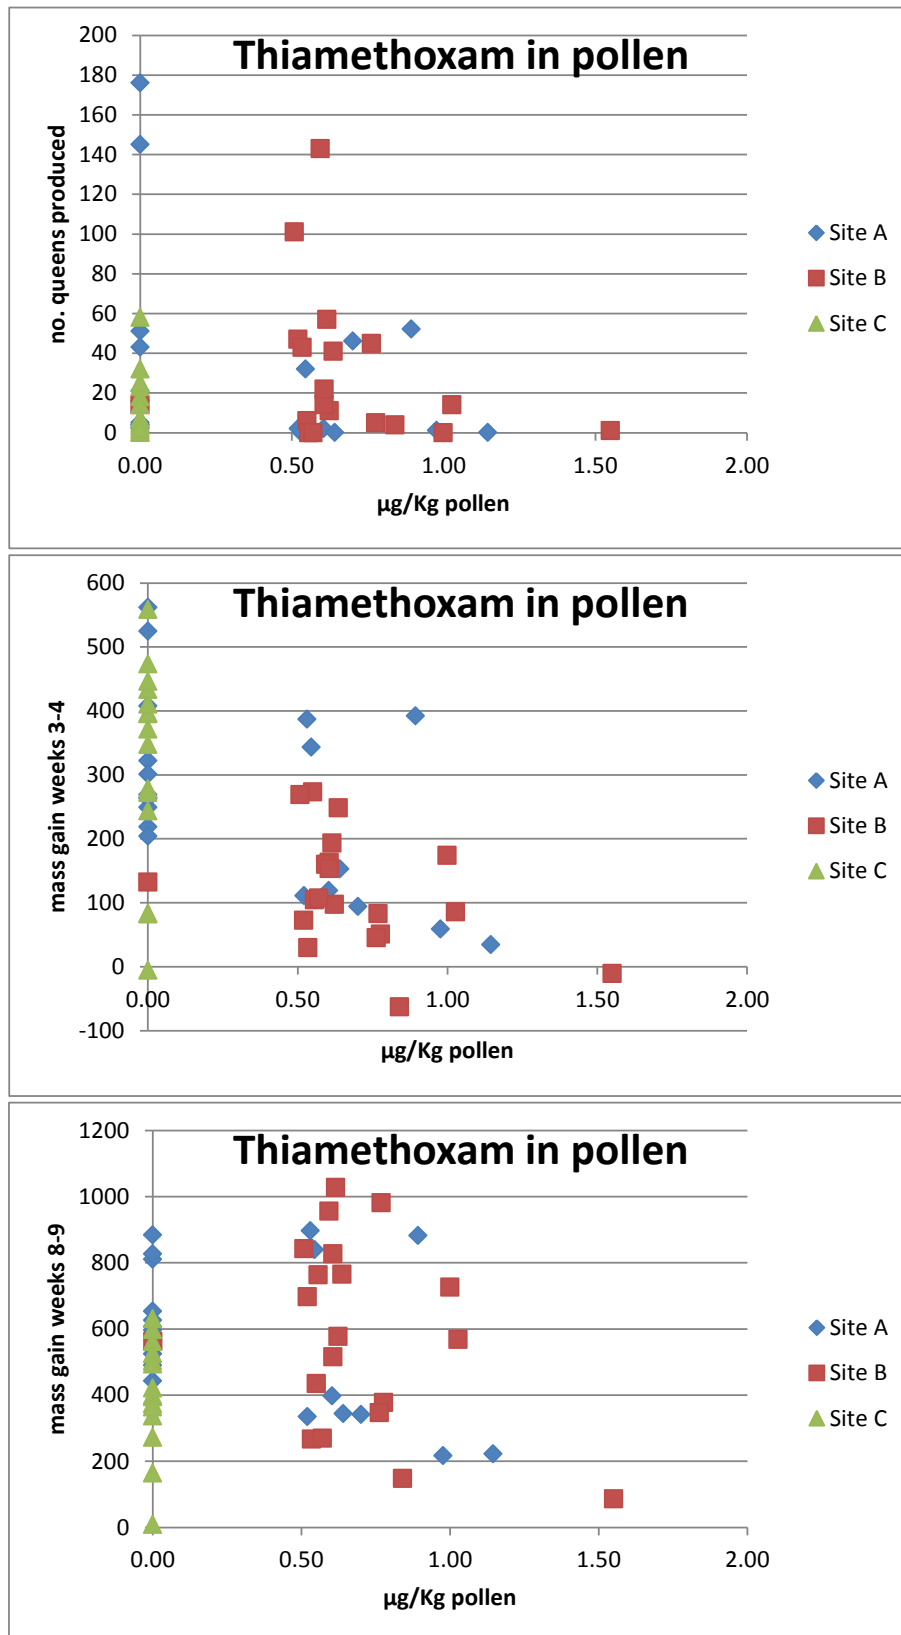 Thiamethoxam in pollen
200
180
160
140
120
100
80
60
40
20
0
no. queens produced
0.00 0.50 1.00 1.50 2.00
µg/Kg pollen
Site A
Site B
Site C
Thiamethoxam in pollen
600
500
400
300
200
100
0
-100
mass gain weeks 3-4
0.00 0.50 1.00 1.50 2.00
µg/Kg pollen
Site A
Site B
Site C
Thiamethoxam in pollen
1200
1000
800
600
400
200
0
mass gain weeks 8-9
0.00 0.50 1.00 1.50 2.00
µg/Kg pollen
Site A
Site B
Site C